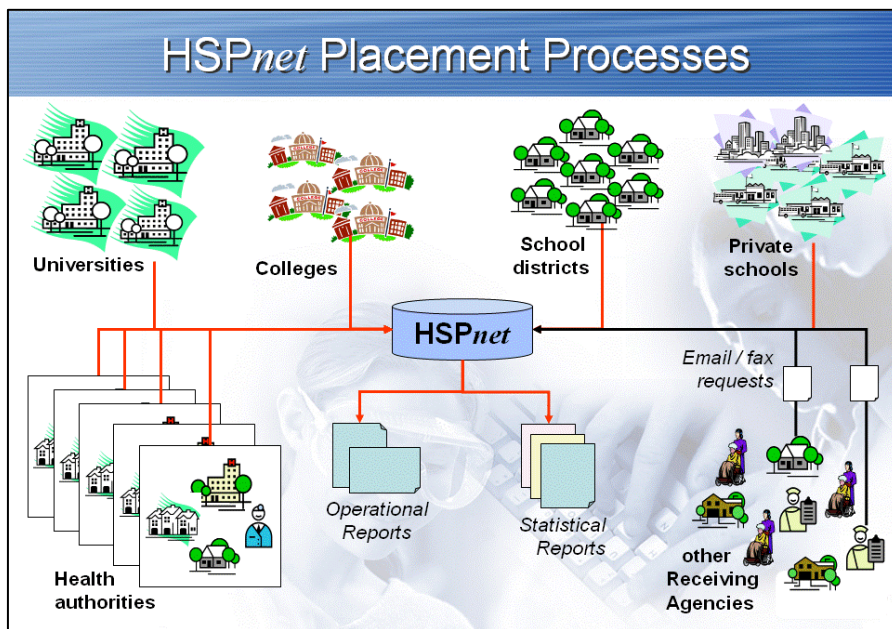 HSPnet Placement Processes
Universities
Colleges
School
districts
Private
schools
HSPnet
Email / fax
requests
Operational
Reports
Statistical
Reports
Health
authorities
other
Receiving
Agencies